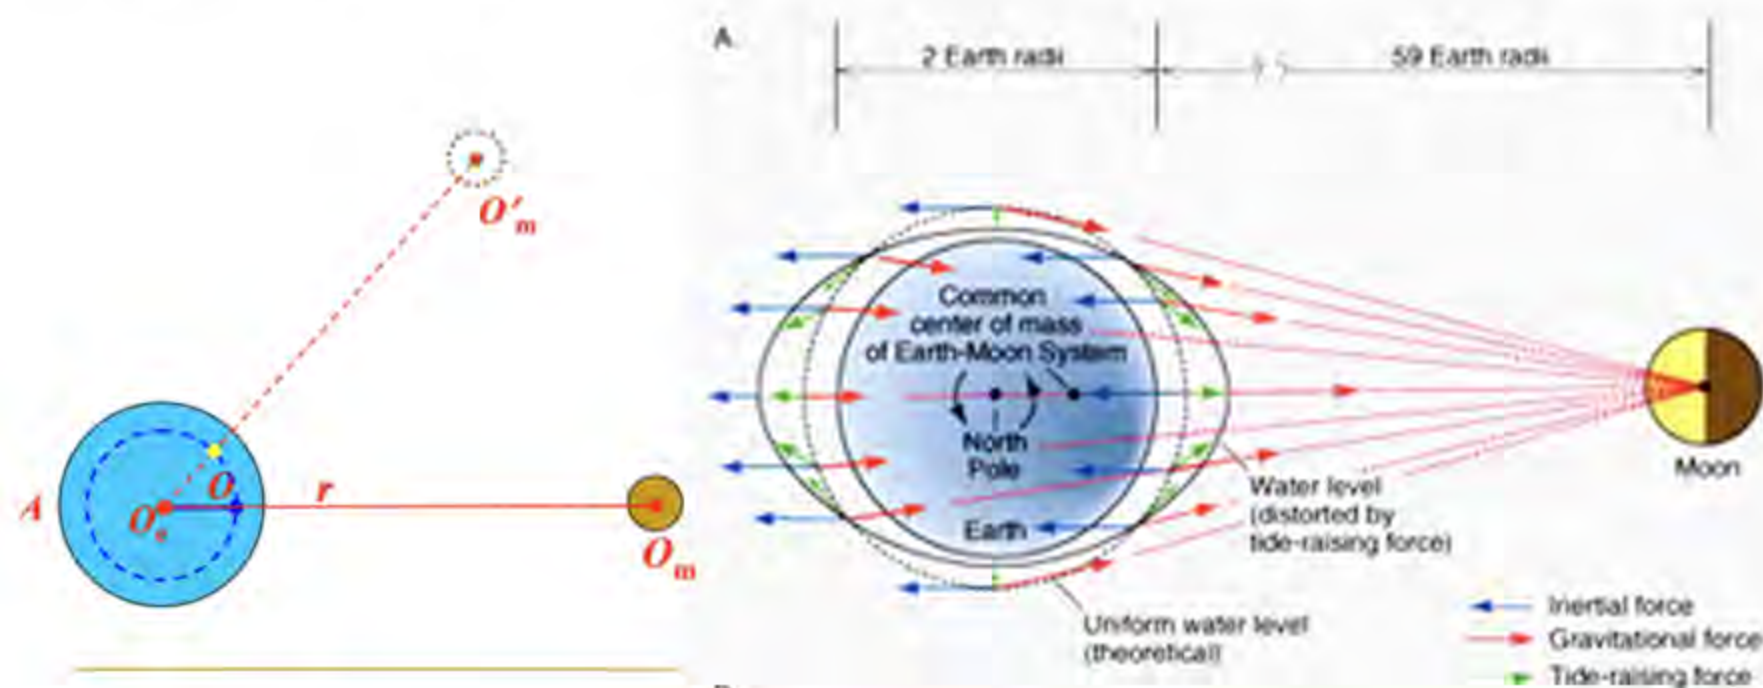 A
2 Earth radii
59 Earth radii
O'm
Common
center of mass
of Earth-Moon System
North
Pole
Earth
Moon
A
Oe
O
r
Om
Water level
(distorted by
tide-raising force)
Uniform water level
(theoretical)
Inertial force
Gravitational force
Tide-raising force